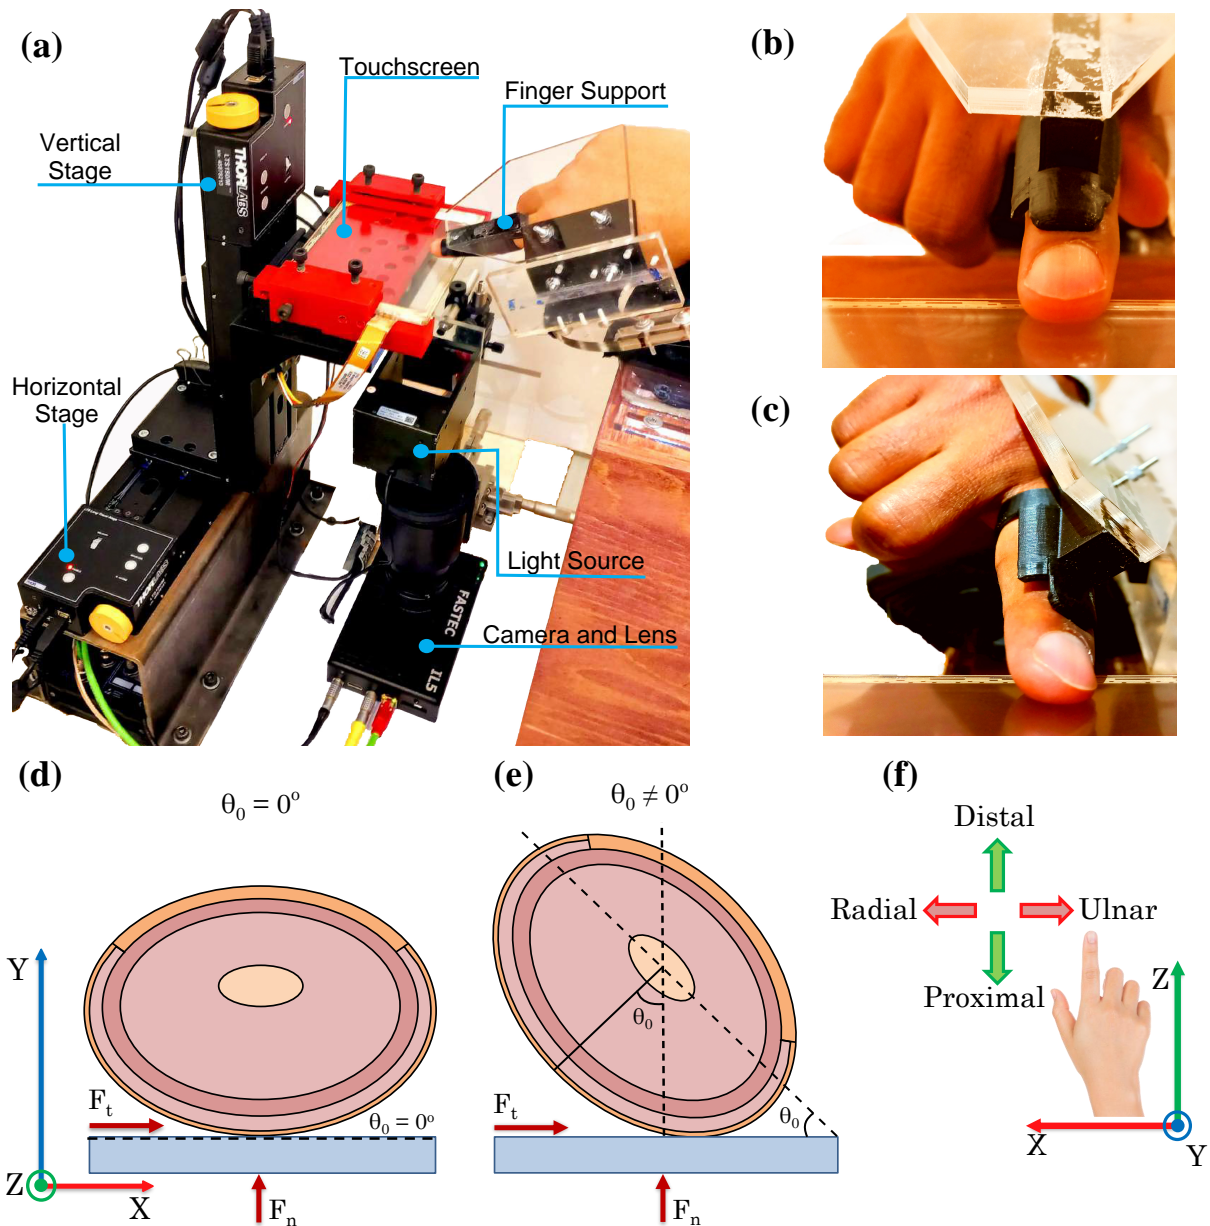 (a)
Touchscreen
Finger Support
Vertical
Stage
THORLABS
LTS150/M
Horizontal
Stage
Light Source
FASTEC
IL5
Camera and Lens
(b)
(c)
(d)
θ₀ = 0°
Y
Fₜ
θ₀ = 0°
Z
X
Fₙ
(e)
θ₀ ≠ 0°
θ₀
Fₜ
θ₀
Fₙ
(f)
Distal
Radial
Ulnar
Proximal
Z
X
Y